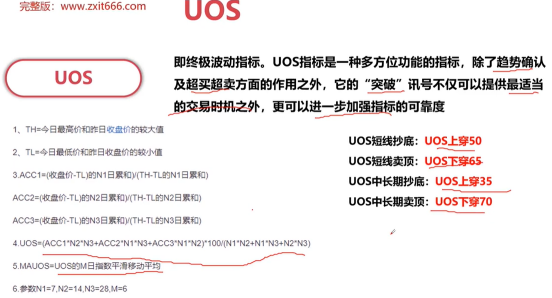 完整版：www.zxit666.com
UOS
UOS
即终极波动指标。UOS指标是一种多方位功能的指标，除了趋势确认
及超买超卖方面的作用之外，它的“突破”讯号不仅可以提供最适当
的交易时机之外，更可以进一步加强指标的可靠度
1、TH=今日最高价和昨日收盘价的较大值
2、TL=今日最低价和昨日收盘价的较小值
3.ACC1=(收盘价-TL)的N1日累和)/(TH-TL的N1日累和)
ACC2=(收盘价-TL)的N2日累和)/(TH-TL的N2日累和)
ACC3=(收盘价-TL)的N3日累和)/(TH-TL的N3日累和)
4.UOS=(ACC1*N2*N3+ACC2*N1*N3+ACC3*N1*N2)*100/(N1*N2+N1*N3+N2*N3)
5.MAUOS=UOS的M日指数平滑移动平均
6.参数N1=7,N2=14,N3=28,M=6
UOS短线抄底：UOS上穿50
UOS短线卖顶：UOS下穿65
UOS中长期抄底：UOS上穿35
UOS中长期卖顶：UOS下穿70